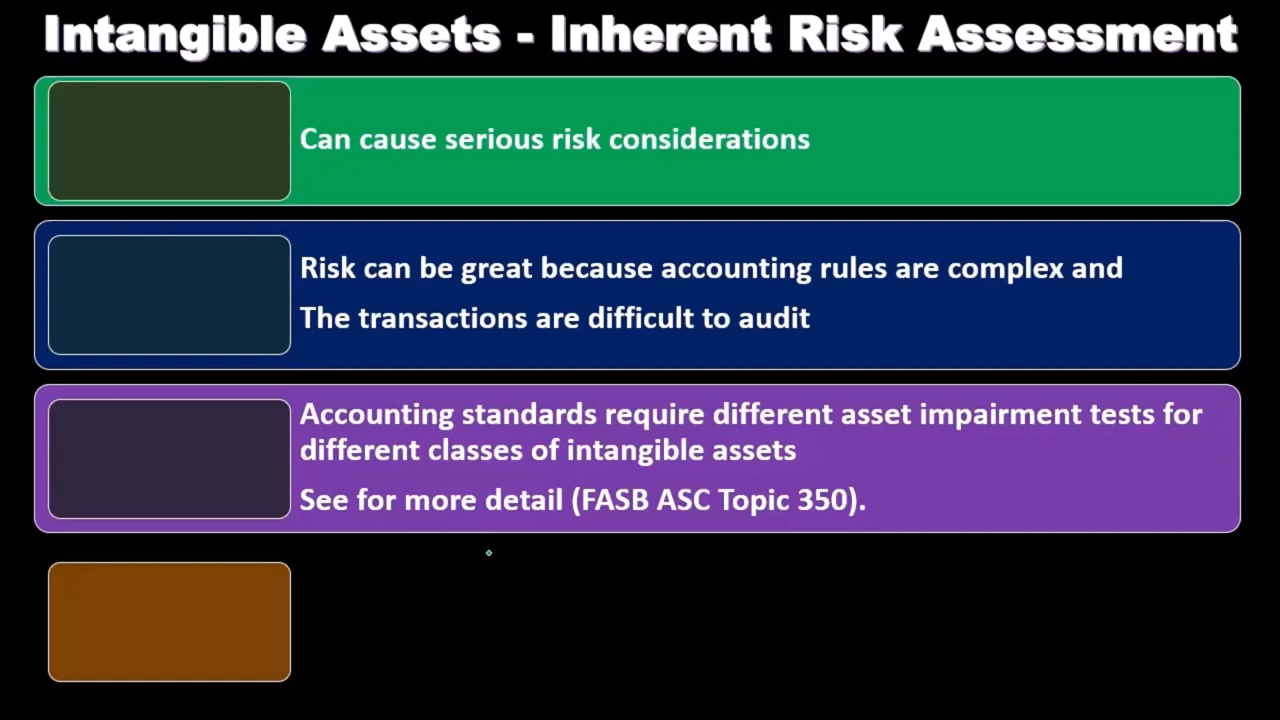 Intangible Assets - Inherent Risk Assessment
Can cause serious risk considerations
Risk can be great because accounting rules are complex and
The transactions are difficult to audit
Accounting standards require different asset impairment tests for
different classes of intangible assets
See for more detail (FASB ASC Topic 350).